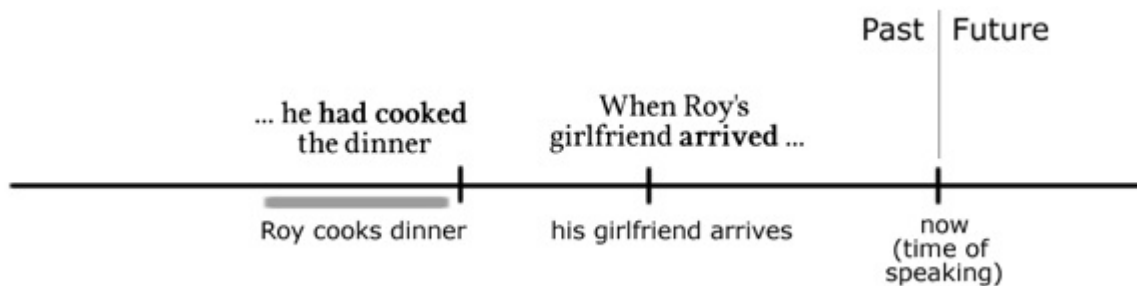 Past Future
... he had cooked
the dinner
When Roy's
girlfriend arrived ...
Roy cooks dinner
his girlfriend arrives
now
(time of
speaking)